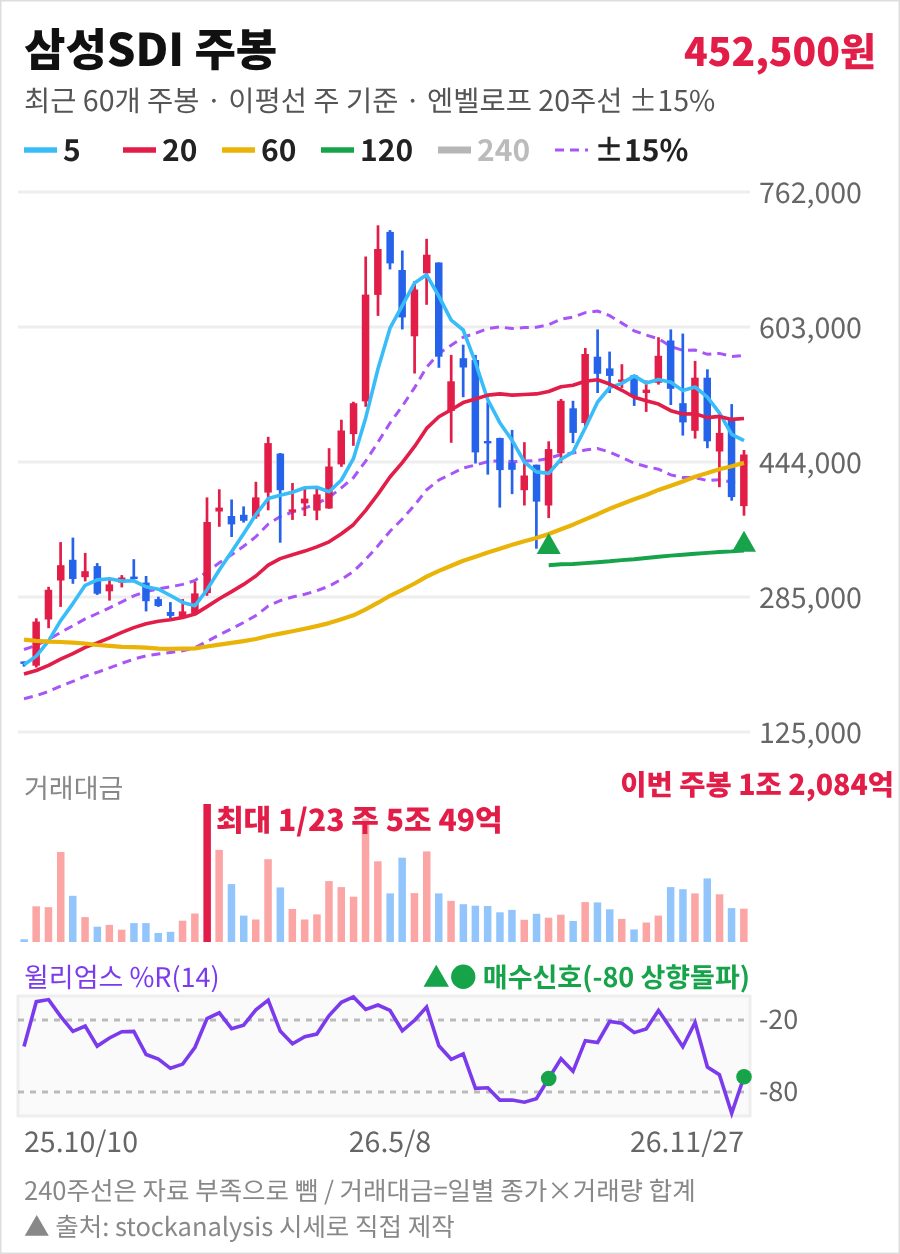 삼성SDI 주봉
452,500원
최근 60개 주봉 · 이평선 주 기준 · 엔벨로프 20주선 ±15%
5 20 60 120 240 ±15%
762,000
603,000
444,000
285,000
125,000
거래대금
이번 주봉 1조 2,084억
최대 1/23 주 5조 49억
윌리엄스 %R(14)
▲● 매수신호(-80 상향돌파)
-20
-80
25.10/10 26.5/8 26.11/27
240주선은 자료 부족으로 뺌 / 거래대금=일별 종가×거래량 합계
▲ 출처: stockanalysis 시세로 직접 제작